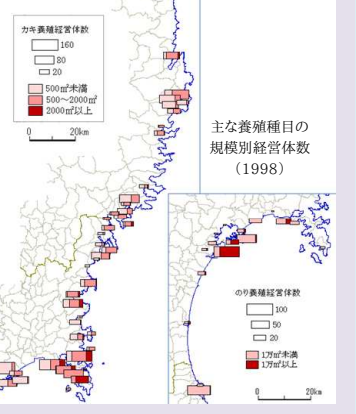 カキ養殖経営体数
160
80
20
500㎡未満
500～2000㎡
2000㎡以上
0 20km
主な養殖種目の
規模別経営体数
（1998）
のり養殖経営体数
100
50
20
1万㎡未満
1万㎡以上
0 20km